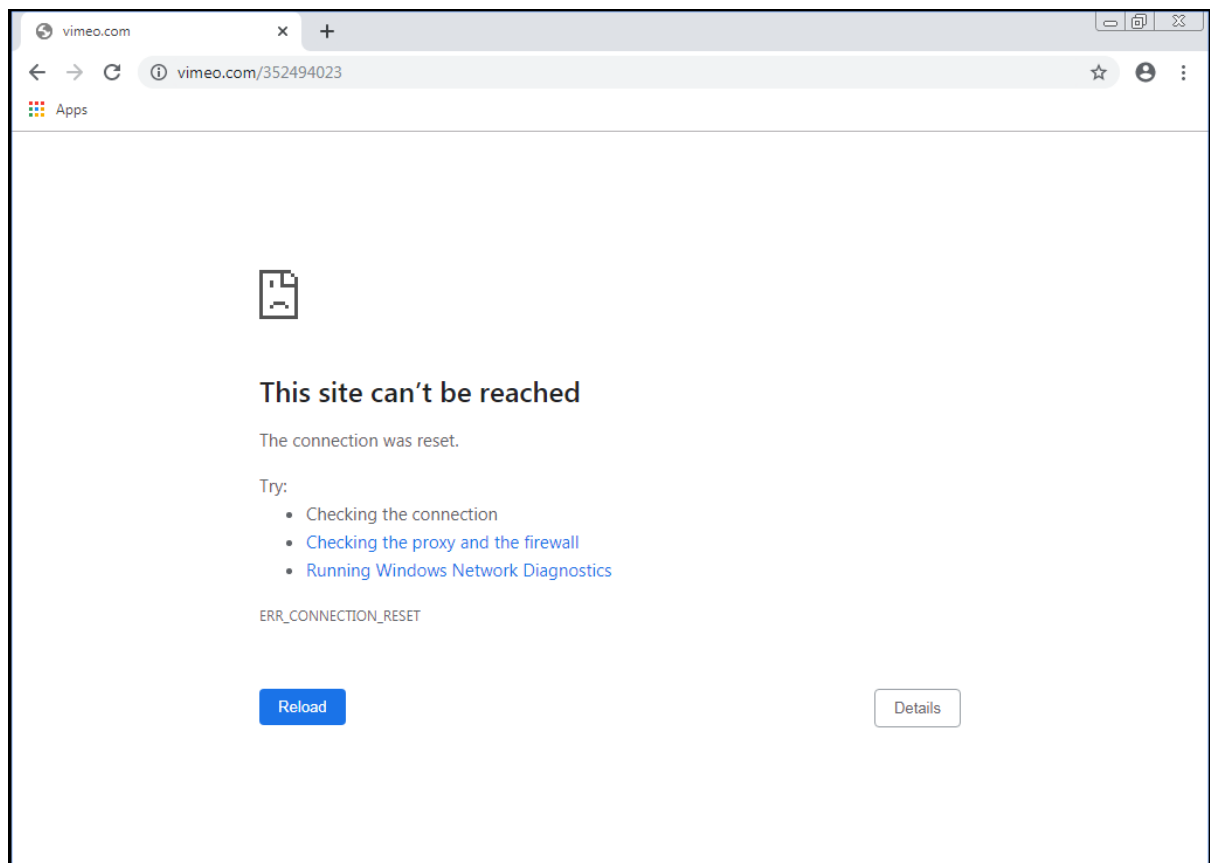 vimeo.com
vimeo.com/352494023
Apps
This site can't be reached
The connection was reset.
Try:
• Checking the connection
• Checking the proxy and the firewall
• Running Windows Network Diagnostics
ERR_CONNECTION_RESET
Reload Details